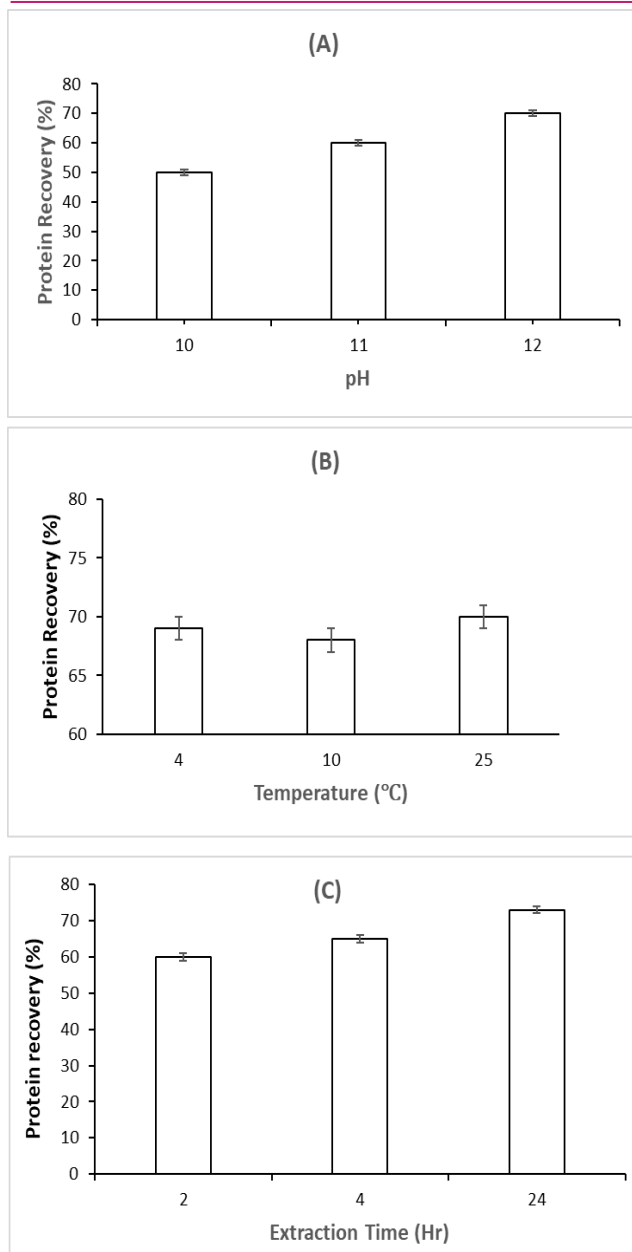 (A)
Protein Recovery (%)
80
70
60
50
40
30
20
10
0
10 11 12
pH
(B)
Protein Recovery (%)
80
75
70
65
60
4 10 25
Temperature (°C)
(C)
Protein recovery (%)
80
70
60
50
40
30
20
10
0
2 4 24
Extraction Time (Hr)